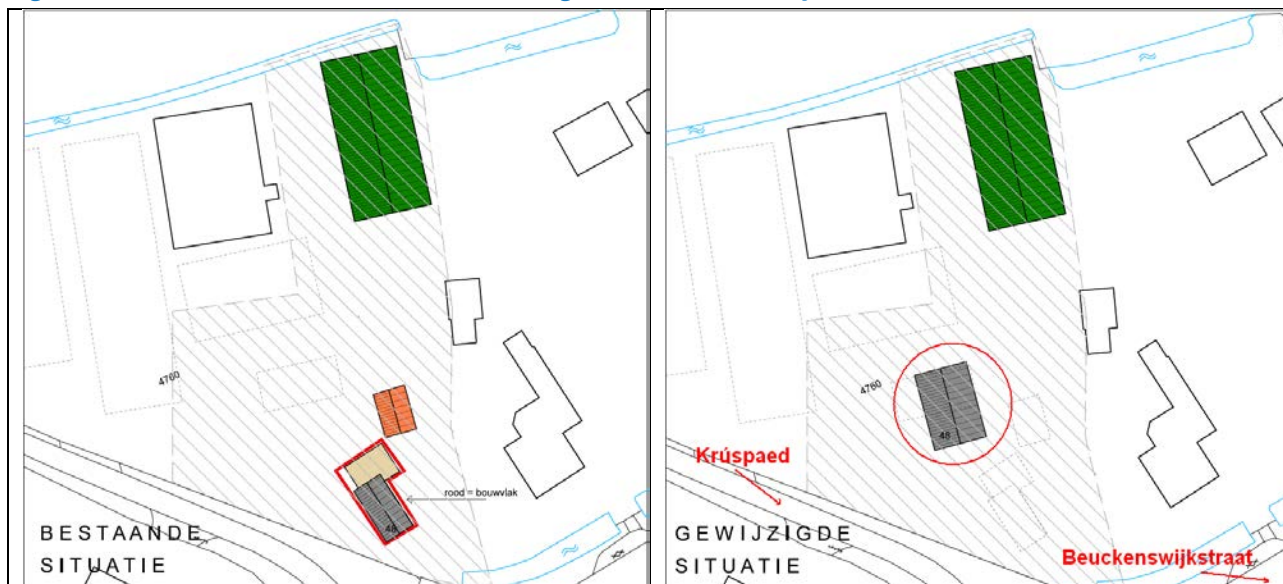 4760
rood = bouwvlak
48
BESTAANDE
SITUATIE
4760
48
Krúspaed
GEWIJZIGDE
SITUATIE
Beuckenswijkstraat